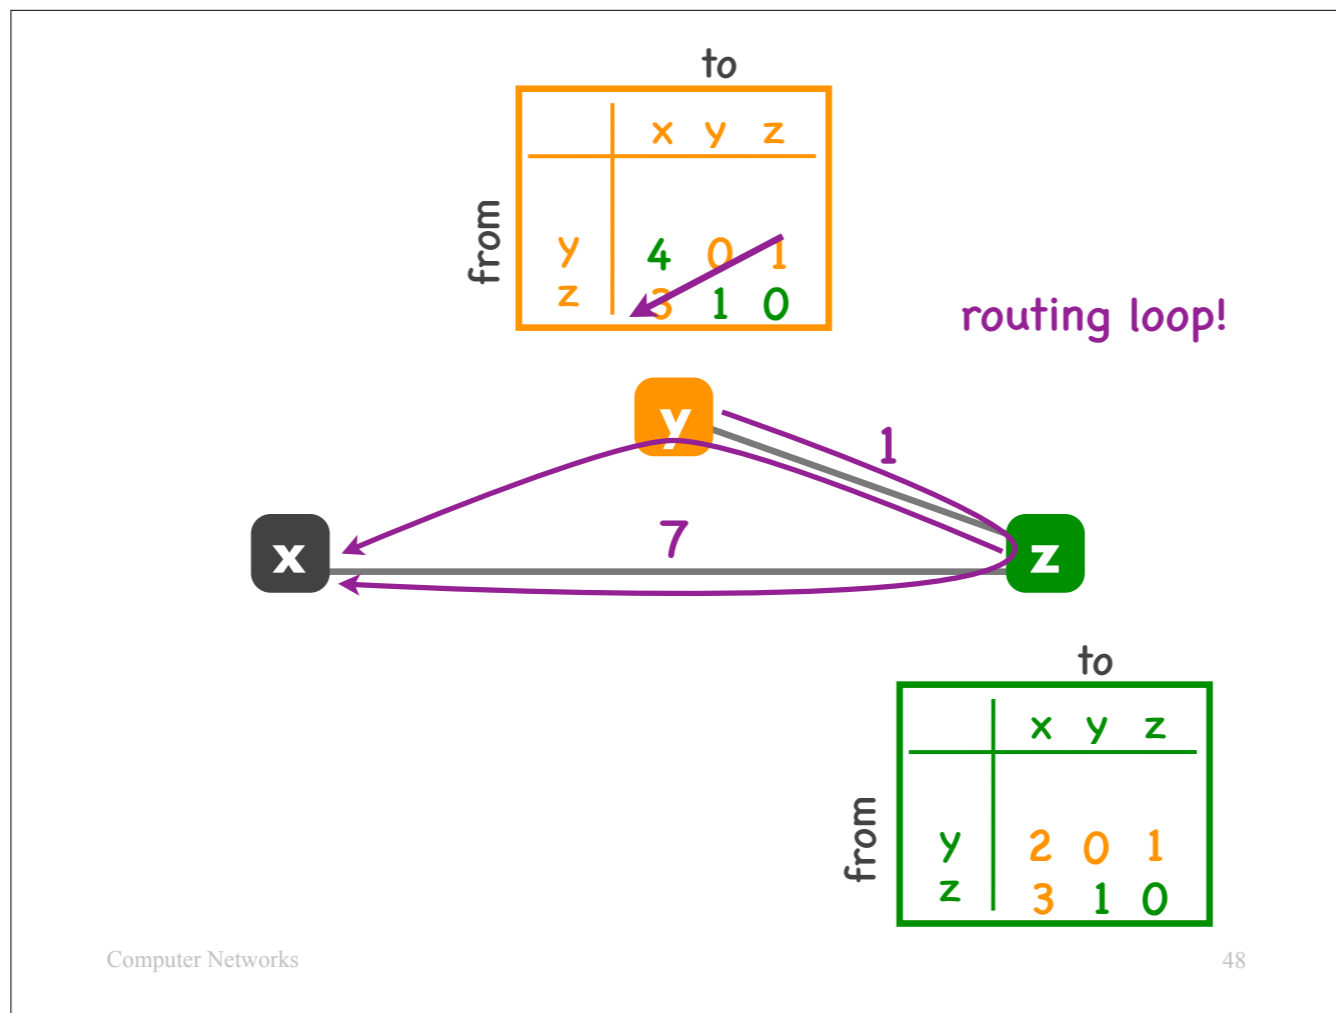 to
x y z
from
y 4 0 1
z 3 1 0
routing loop!
y
1
7
x
z
to
x y z
from
y 2 0 1
z 3 1 0
Computer Networks
48